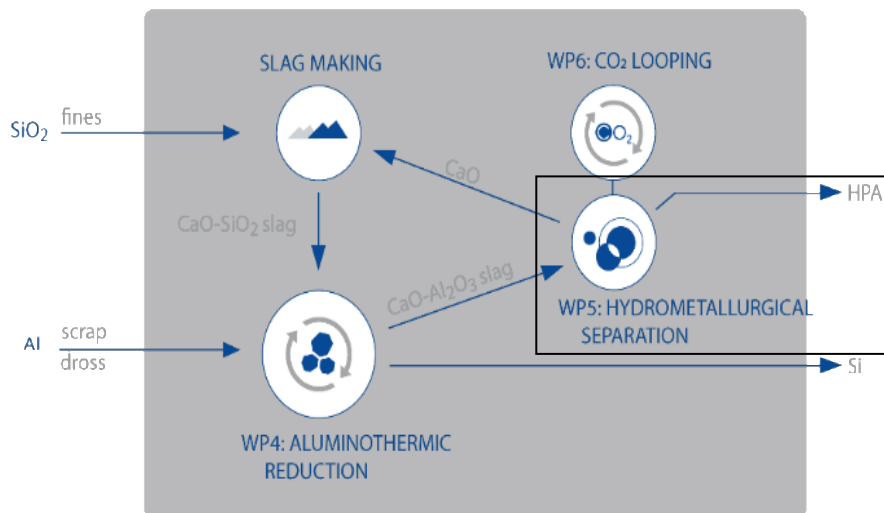 SLAG MAKING
WP6: CO₂ LOOPING
fines
SiO₂
CO₂
CaO
HPA
CaO-SiO₂ slag
CaO-Al₂O₃ slag
WP5: HYDROMETALLURGICAL
SEPARATION
scrap
Al
dross
Si
WP4: ALUMINOTHERMIC
REDUCTION